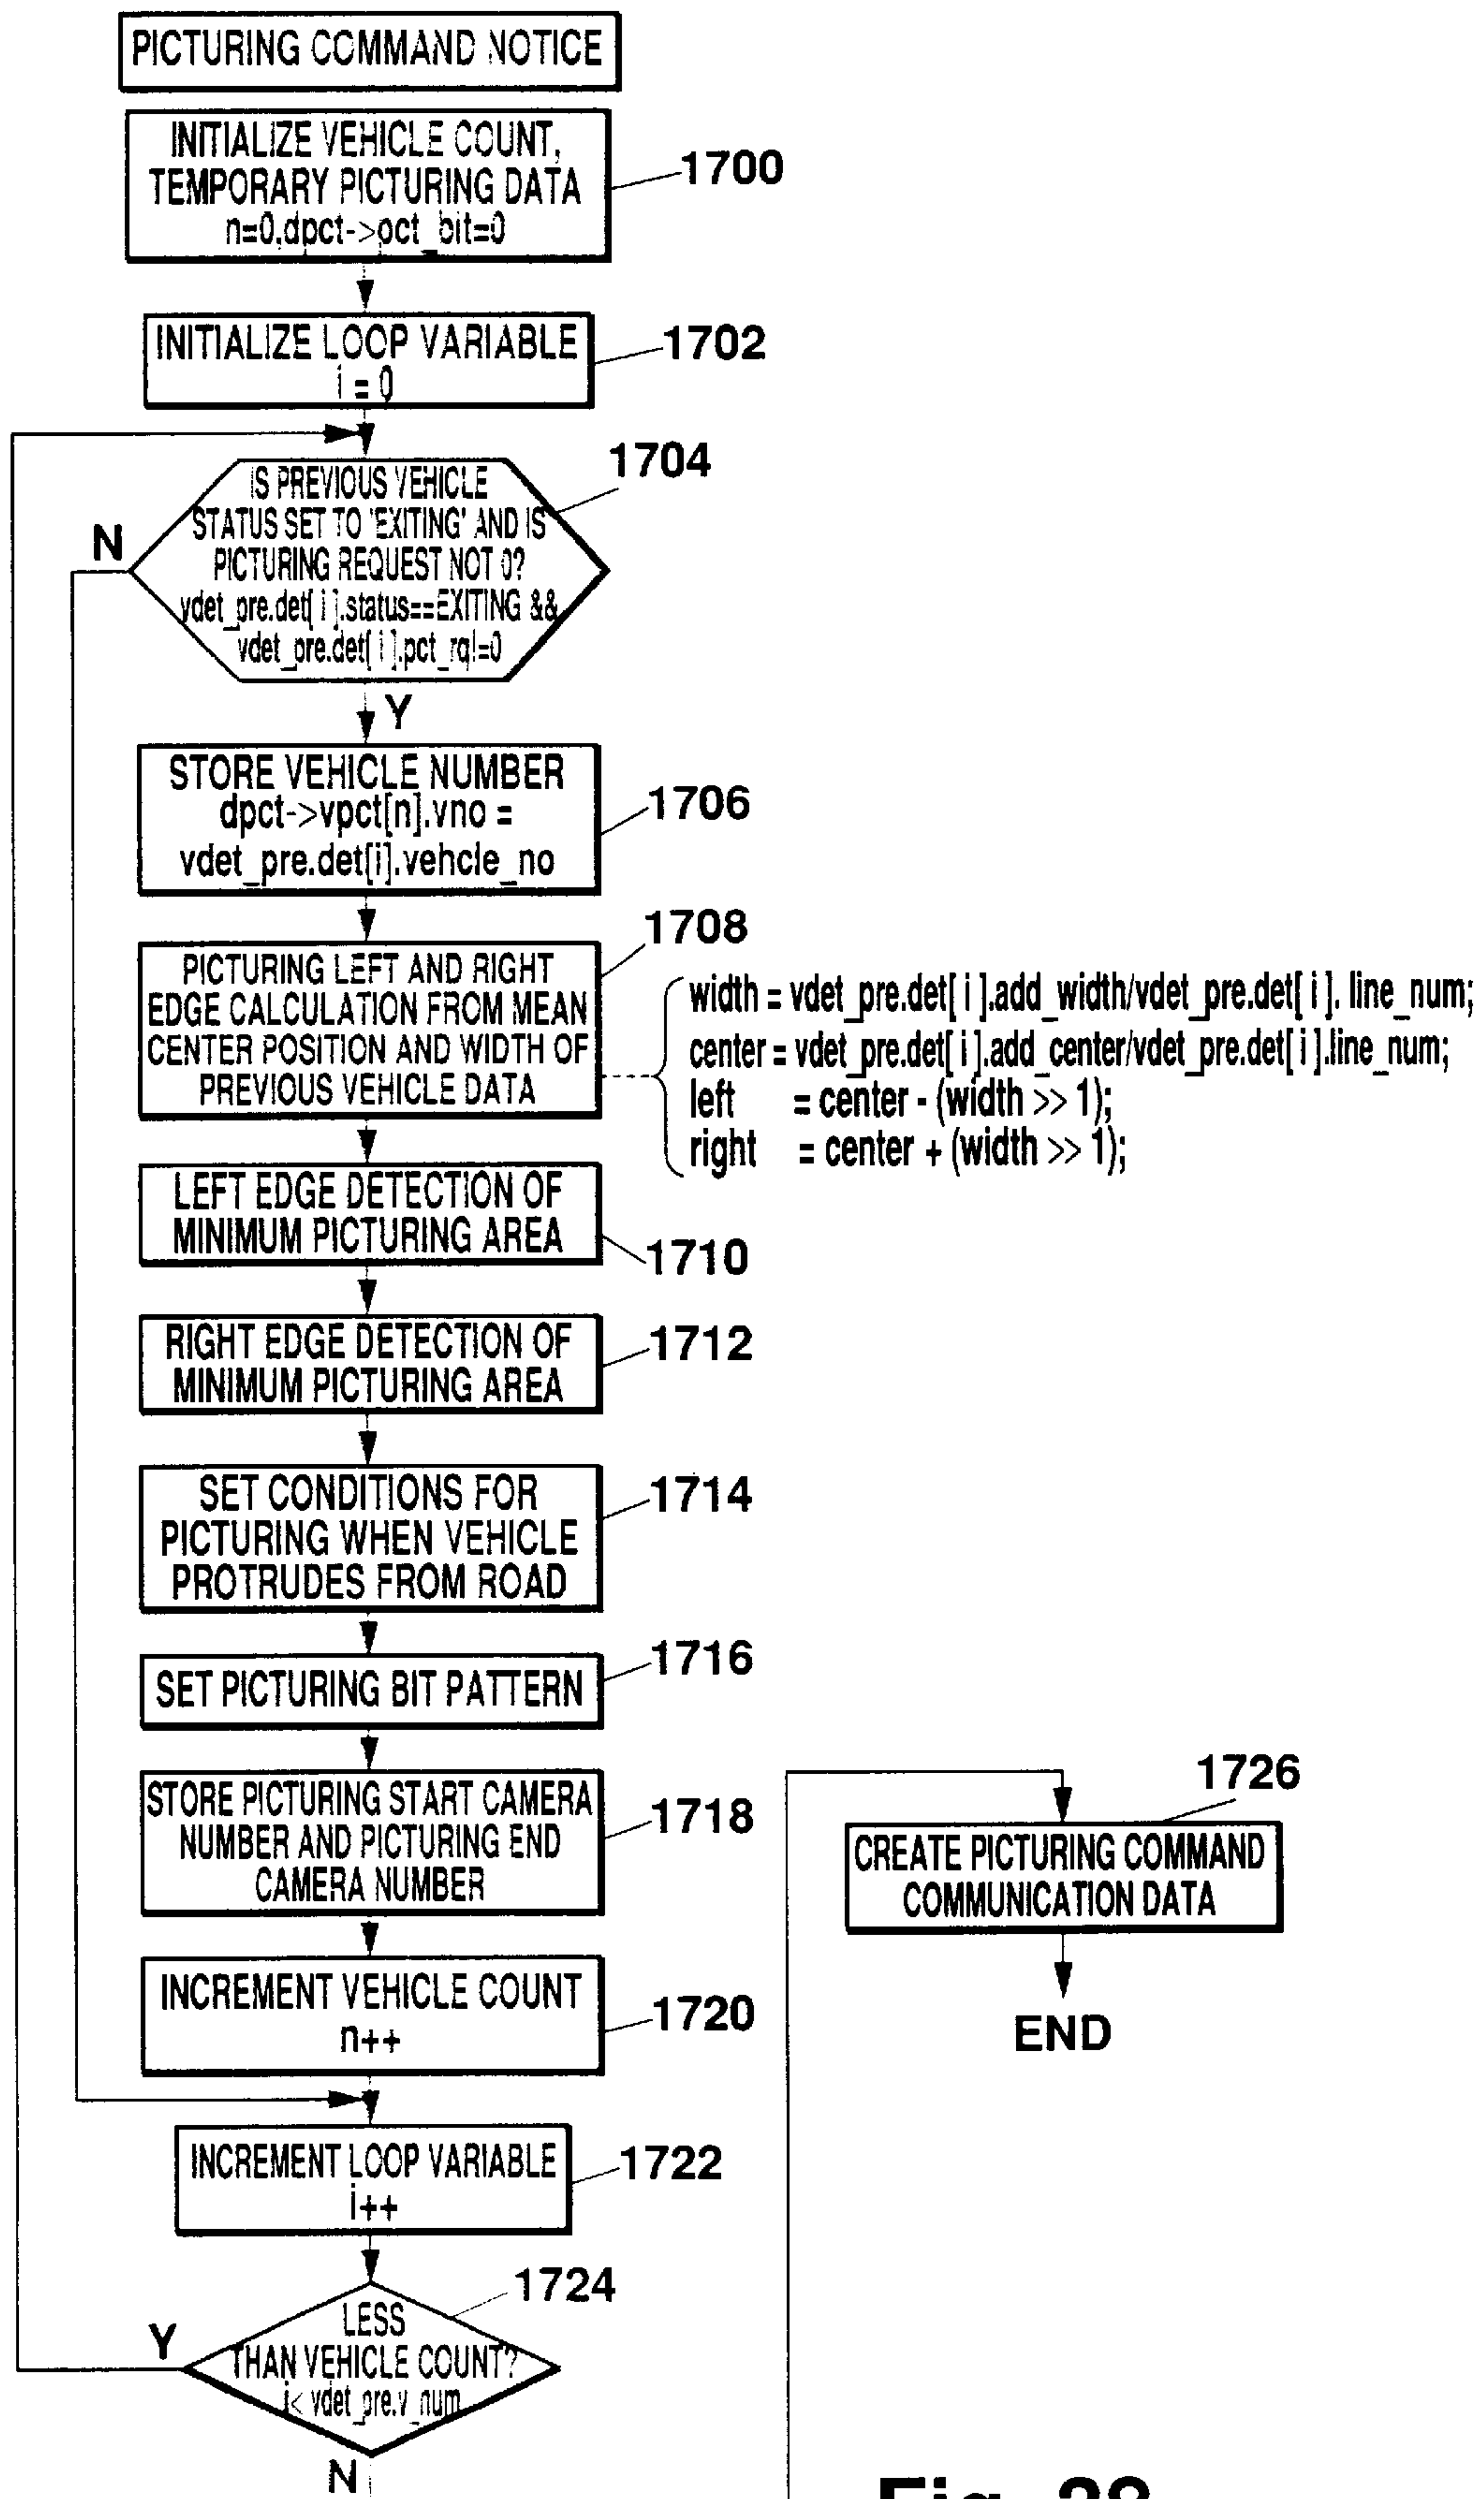 PICTURING COMMAND NOTICE
INITIALIZE VEHICLE COUNT,
TEMPORARY PICTURING DATA
n=0,dpct->pct_bit=0
1700
INITIALIZE LOOP VARIABLE
i = 0
1702
1704
IS PREVIOUS VEHICLE
STATUS SET TO 'EXITING' AND IS
PICTURING REQUEST NOT 0?
vdet_pre.det[ i ].status==EXITING &&
vdet_pre.det[ i ].pct_rq!=0
N
Y
STORE VEHICLE NUMBER
dpct->vpct[n].vno =
vdet_pre.det[i].vehcle_no
1706
1708
PICTURING LEFT AND RIGHT
EDGE CALCULATION FROM MEAN
CENTER POSITION AND WIDTH OF
PREVIOUS VEHICLE DATA
width = vdet_pre.det[ i ].add_width/vdet_pre.det[ i ]. line_num;
center = vdet_pre.det[ i ].add_center/vdet_pre.det[ i ].line_num;
left = center - (width >> 1);
right = center + (width >> 1);
LEFT EDGE DETECTION OF
MINIMUM PICTURING AREA
1710
RIGHT EDGE DETECTION OF
MINIMUM PICTURING AREA
1712
SET CONDITIONS FOR
PICTURING WHEN VEHICLE
PROTRUDES FROM ROAD
1714
SET PICTURING BIT PATTERN
1716
STORE PICTURING START CAMERA
NUMBER AND PICTURING END
CAMERA NUMBER
1718
INCREMENT VEHICLE COUNT
n++
1720
INCREMENT LOOP VARIABLE
i++
1722
1724
LESS
THAN VEHICLE COUNT?
i< vdet_pre.v_num
Y
N
1726
CREATE PICTURING COMMAND
COMMUNICATION DATA
END